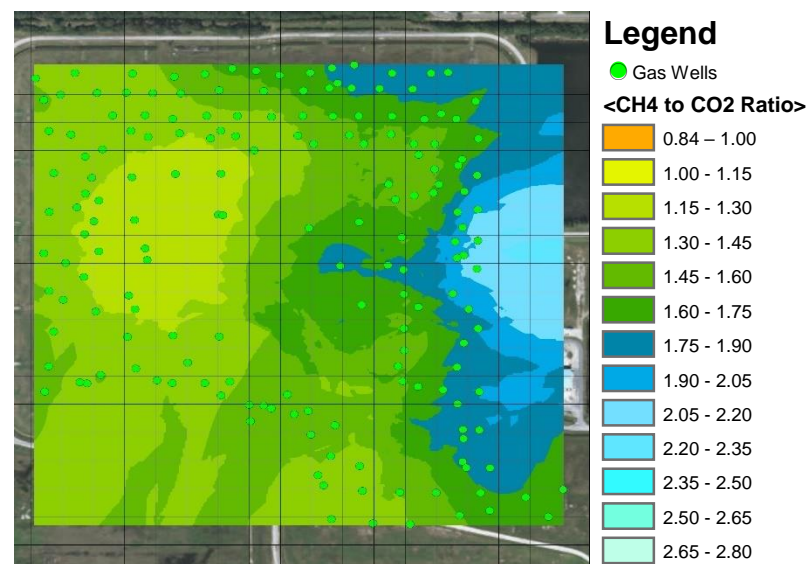 Legend
Gas Wells
<CH4 to CO2 Ratio>
0.84 – 1.00
1.00 - 1.15
1.15 - 1.30
1.30 - 1.45
1.45 - 1.60
1.60 - 1.75
1.75 - 1.90
1.90 - 2.05
2.05 - 2.20
2.20 - 2.35
2.35 - 2.50
2.50 - 2.65
2.65 - 2.80